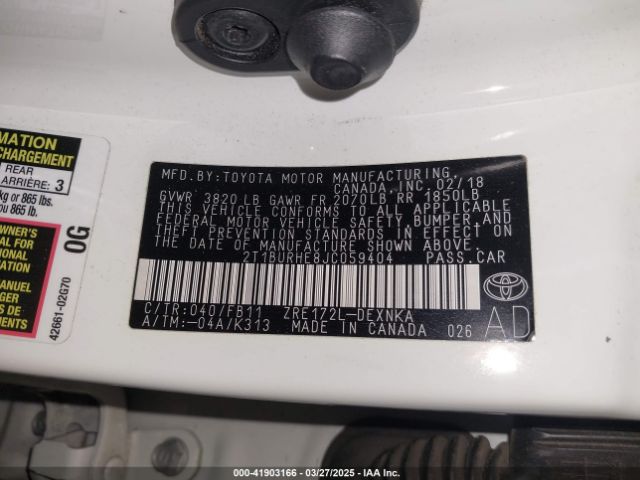 MATION
CHARGEMENT
REAR
ARRIÈRE: 3
kg or 865 lbs.
ou 865 lb.
OWNER'S
AL FOR
IONAL
MATION
MANUEL
OG
42661-02G70
MFD. BY: TOYOTA MOTOR MANUFACTURING,
CANADA, INC. 02/18
GVWR 3820 LB GAWR FR 2070LB RR 1850LB
THIS VEHICLE CONFORMS TO ALL APPLICABLE
FEDERAL MOTOR VEHICLE SAFETY, BUMPER, AND
THEFT PREVENTION STANDARDS IN EFFECT ON
THE DATE OF MANUFACTURE SHOWN ABOVE.
2T1BURHE8JC059404 PASS.CAR
C/TR: 040/FB11 ZRE172L-DEXNKA
A/TM: -04A/K313 MADE IN CANADA 026
AD
000-41903166 — 03/27/2025 — IAA Inc.